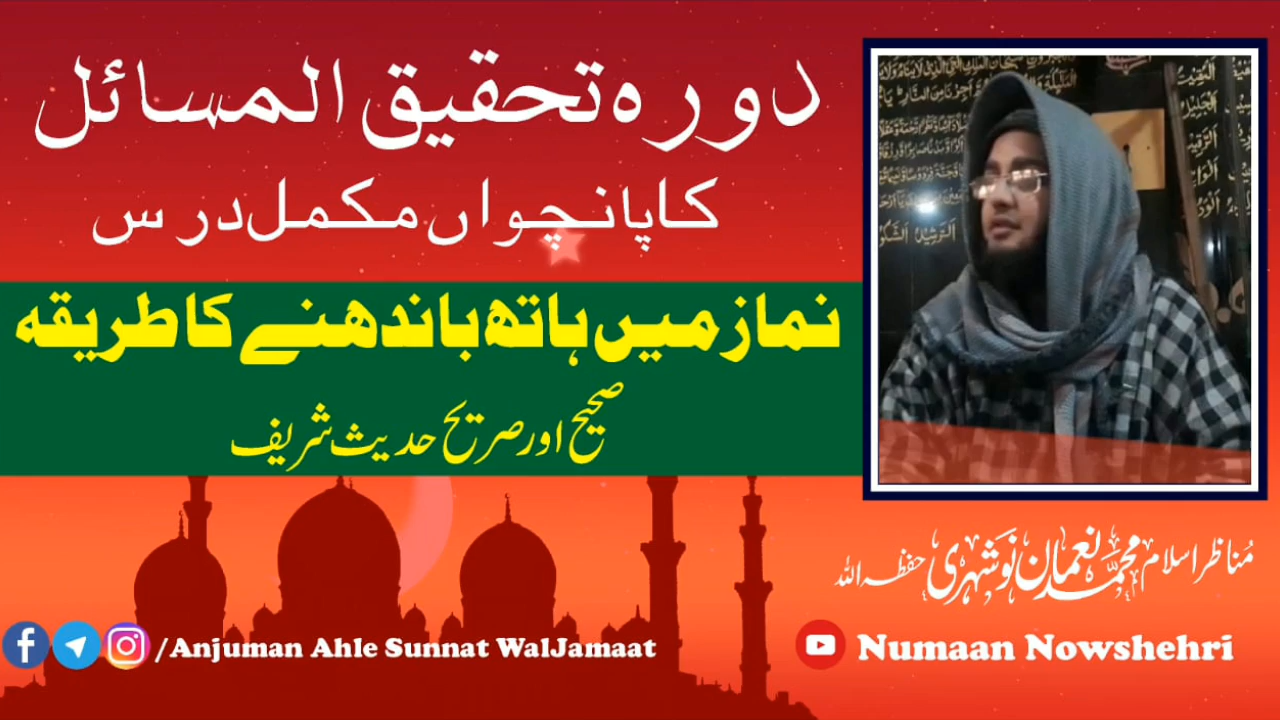 دورہ تحقیق المسائل
کا پانچواں مکمل درس
نماز میں ہاتھ باندھنے کا طریقہ
صحیح اور صریح حدیث شریف
مُناظر اسلام محمد نعمان نوشہری حفظہ اللہ
/Anjuman Ahle Sunnat WalJamaat
Numaan Nowshehri